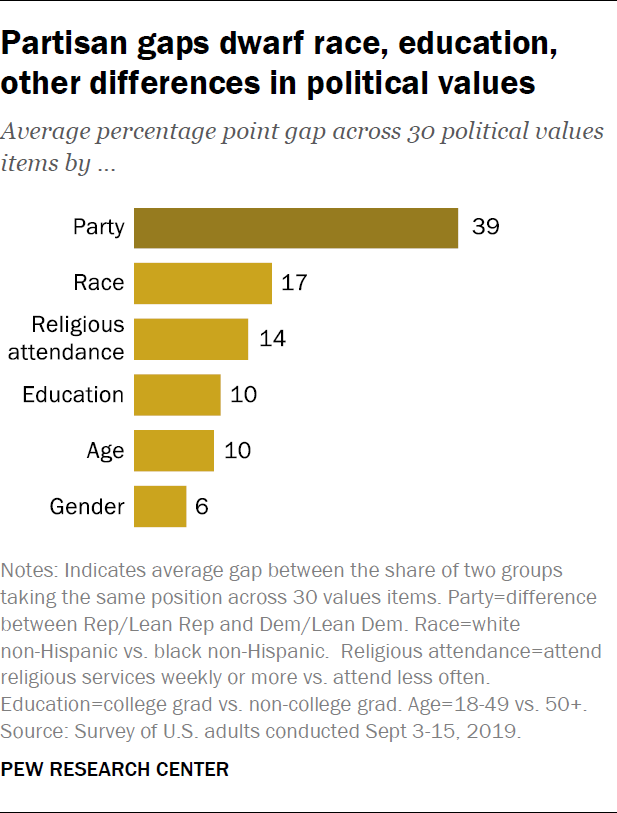 Partisan gaps dwarf race, education,
other differences in political values
Average percentage point gap across 30 political values
items by ...
Party 39
Race 17
Religious
attendance 14
Education 10
Age 10
Gender 6
Notes: Indicates average gap between the share of two groups
taking the same position across 30 values items. Party=difference
between Rep/Lean Rep and Dem/Lean Dem. Race=white
non-Hispanic vs. black non-Hispanic.  Religious attendance=attend
religious services weekly or more vs. attend less often.
Education=college grad vs. non-college grad. Age=18-49 vs. 50+.
Source: Survey of U.S. adults conducted Sept 3-15, 2019.
PEW RESEARCH CENTER